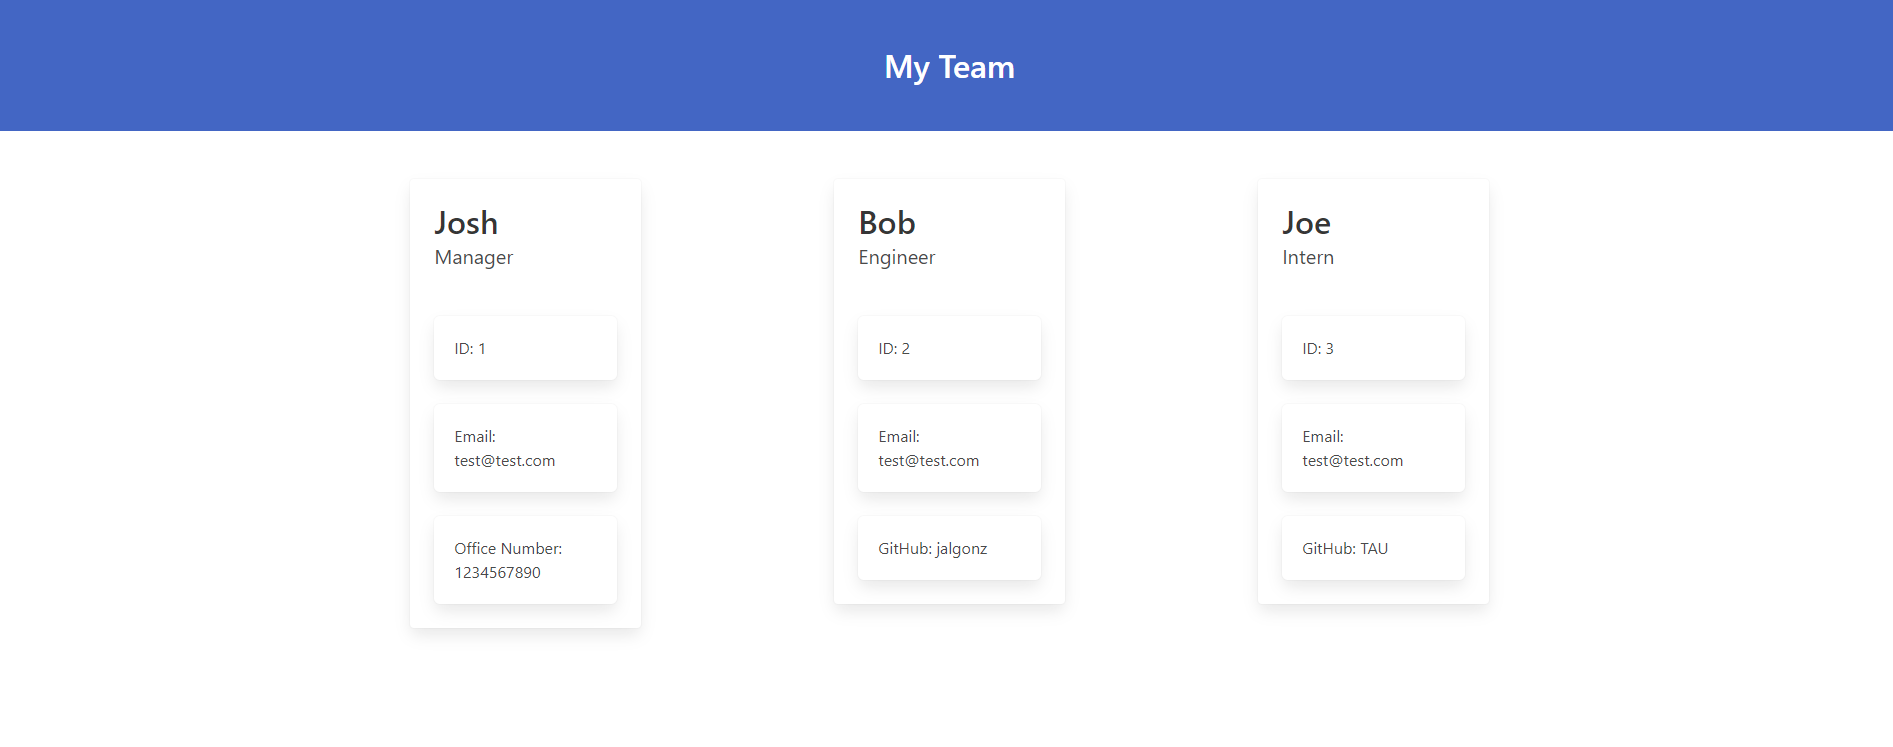 My Team
Josh
Manager
ID: 1
Email:
test@test.com
Office Number:
1234567890
Bob
Engineer
ID: 2
Email:
test@test.com
GitHub: jalgonz
Joe
Intern
ID: 3
Email:
test@test.com
GitHub: TAU